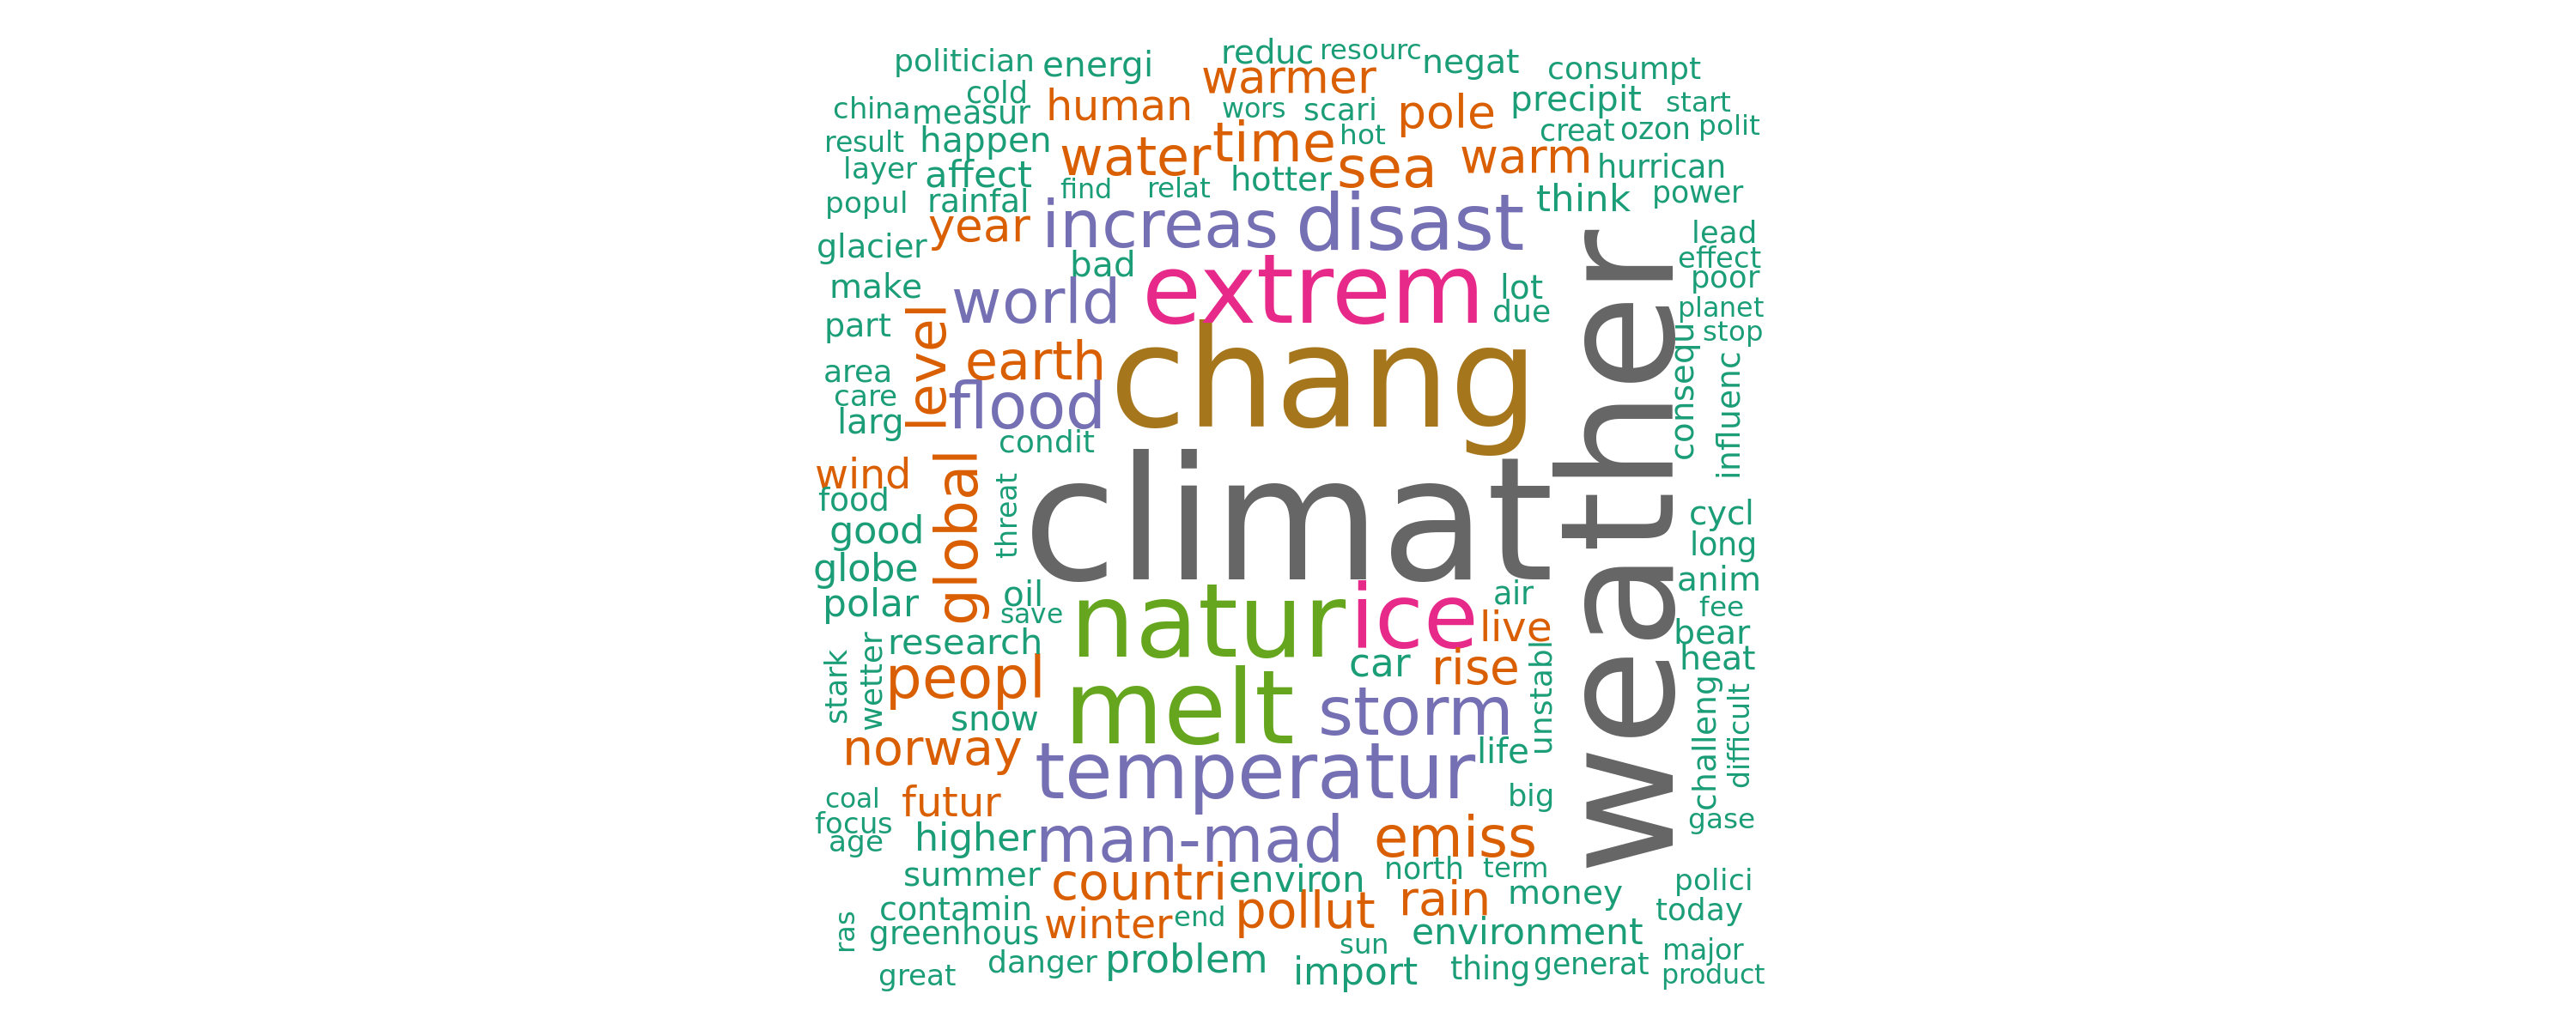 politician energi reduc resourc negat consumpt
warmer
china cold measur human wors scari pole precipit start
result happen water time hot sea creat ozon polit
layer affect find relat hotter warm hurrican
popul rainfal year increas disast think power
glacier bad extrem lead effect
make world lot due poor
part level earth chang planet stop
area care larg flood condit consequ influenc
weather
wind food global threat climat cycl
good long
globe oil natur ice air anim
polar save live fee
research car rise unstabl bear heat
stark wetter peopl melt storm challeng difficult
snow
norway temperatur life
coal futur big
focus age higher man-mad emiss gase
summer countri environ north term polici
contamin winter end pollut rain money today
ras greenhous sun environment major
great danger problem import thing generat product